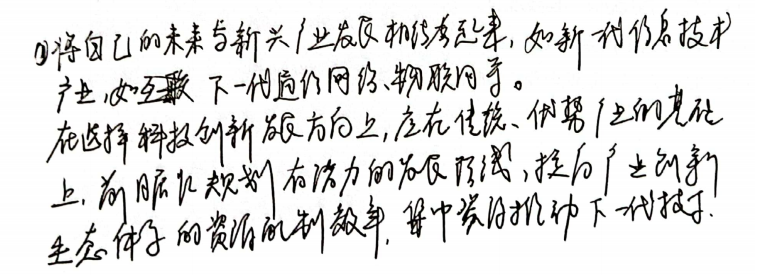 ①将自己的未来与新兴产业发展相结合起来,如新一代信息技术
产业,如互联 下一代通信网络、物联网等。
在选择科技创新发展方向上,应在传统、优势产业的基础
上,前瞻化规划有潜力的发展路线,提高产业创新
生态体系的资源配制效率,集中资源推动下一代技术.